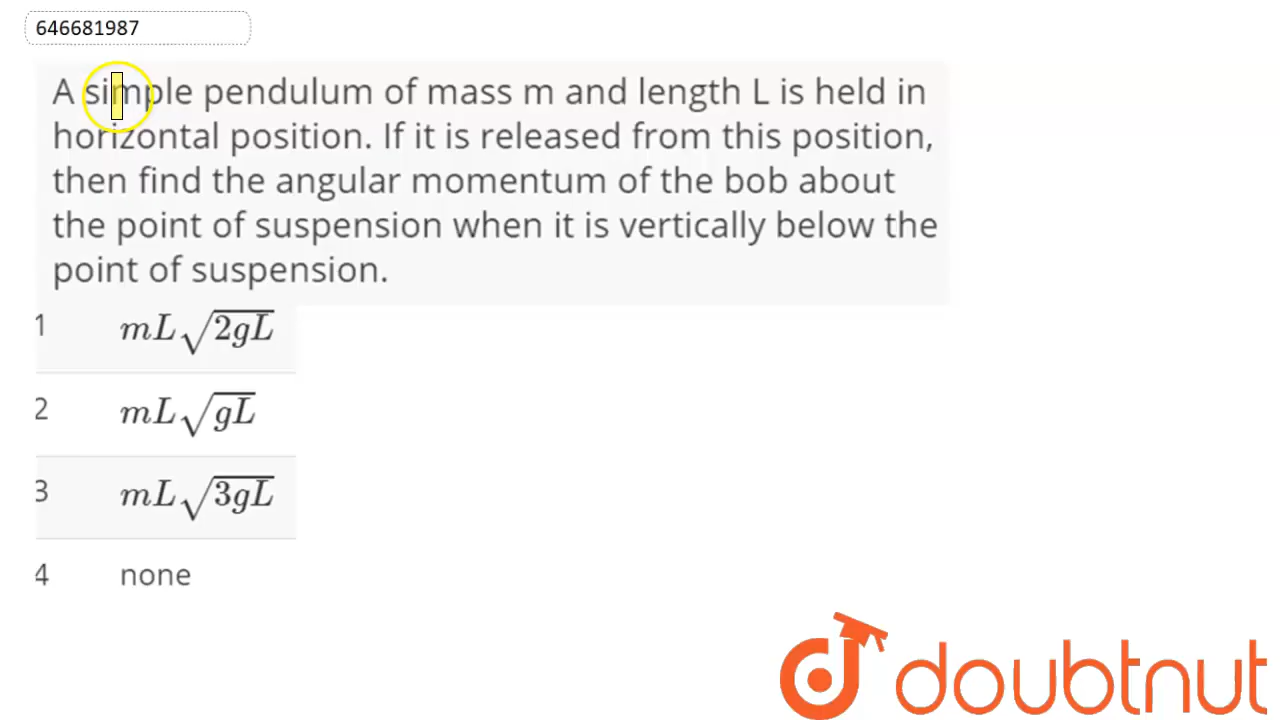 646681987
A simple pendulum of mass m and length L is held in
horizontal position. If it is released from this position,
then find the angular momentum of the bob about
the point of suspension when it is vertically below the
point of suspension.
1 mL√2gL
2 mL√gL
3 mL√3gL
4 none
doubtnut